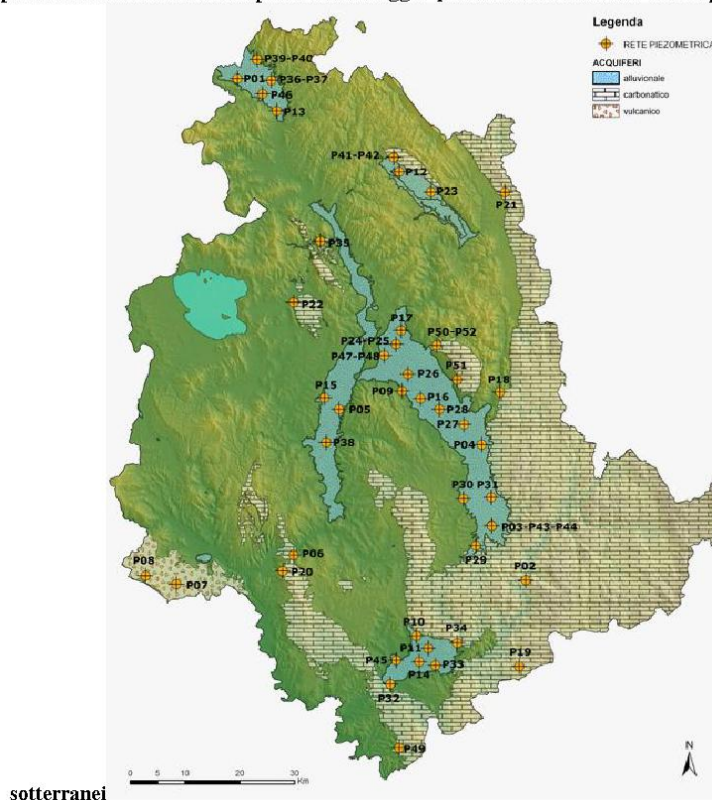 Legenda
RETE PIEZOMETRICA
ACQUIFERI
alluvionale
carbonatico
vulcanico
P39-P40
P01
P36-P37
P46
P13
P41-P42
P12
P23
P21
P35
P22
P17
P24-P25
P50-P52
P47-P48
P26
P51
P18
P15
P09
P16
P05
P28
P27
P38
P04
P30
P31
P03-P43-P44
P06
P29
P08
P20
P02
P07
P10
P34
P11
P45
P14
P33
P19
P32
P49
N
0 10 20 30
Km
sotterranei